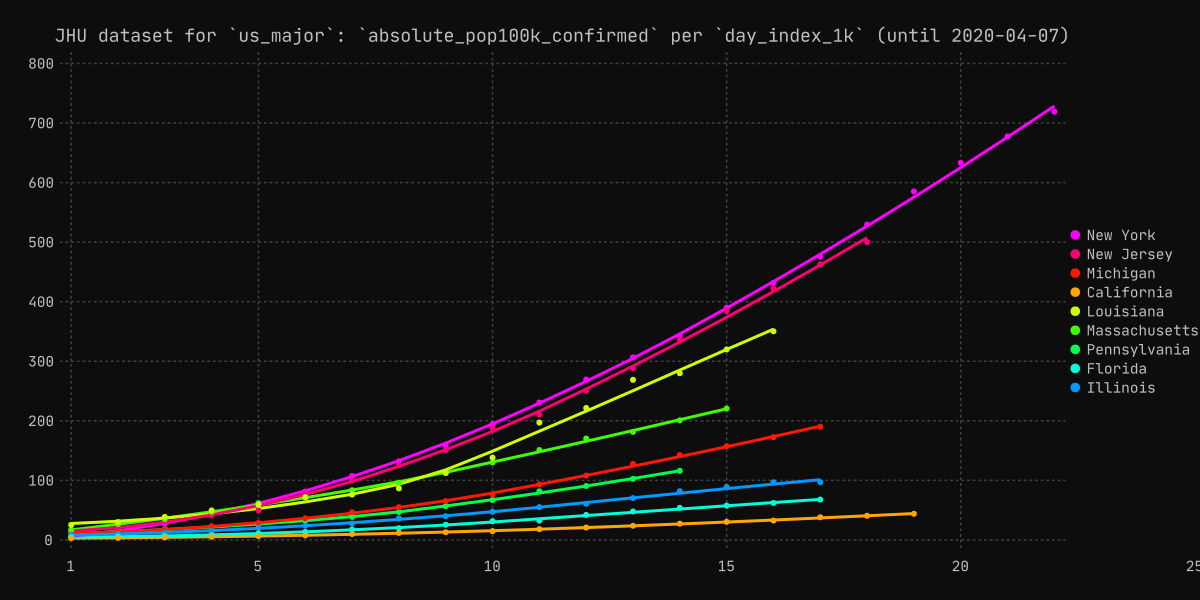 JHU dataset for `us_major`: `absolute_pop100k_confirmed` per `day_index_1k` (until 2020-04-07)
800
700
600
500
400
300
200
100
0
1 5 10 15 20 25
New York
New Jersey
Michigan
California
Louisiana
Massachusetts
Pennsylvania
Florida
Illinois